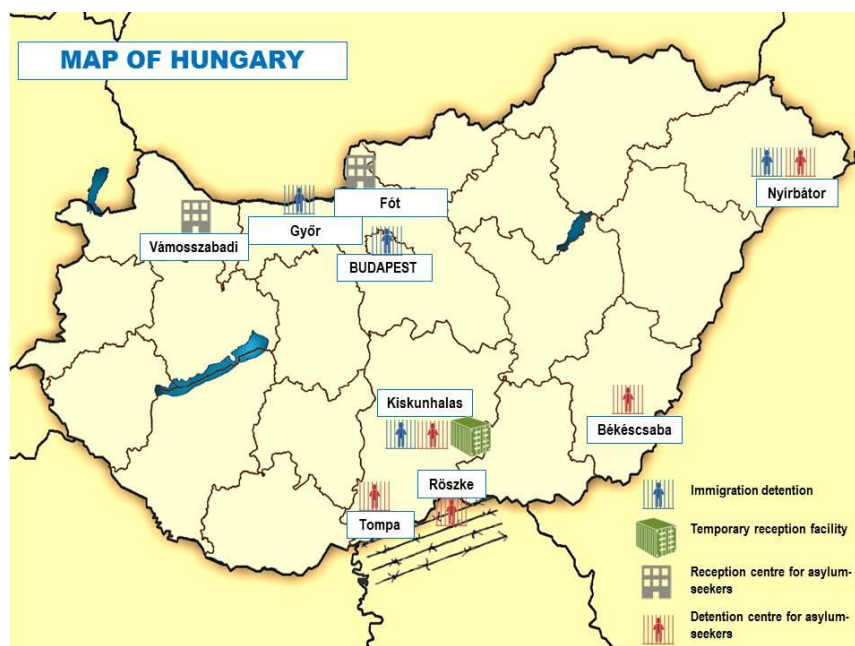 MAP OF HUNGARY
Nyírbátor
Fót
Győr
Vámosszabadi
BUDAPEST
Kiskunhalas
Békéscsaba
Röszke
Tompa
Immigration detention
Temporary reception facility
Reception centre for asylum-
seekers
Detention centre for asylum-
seekers